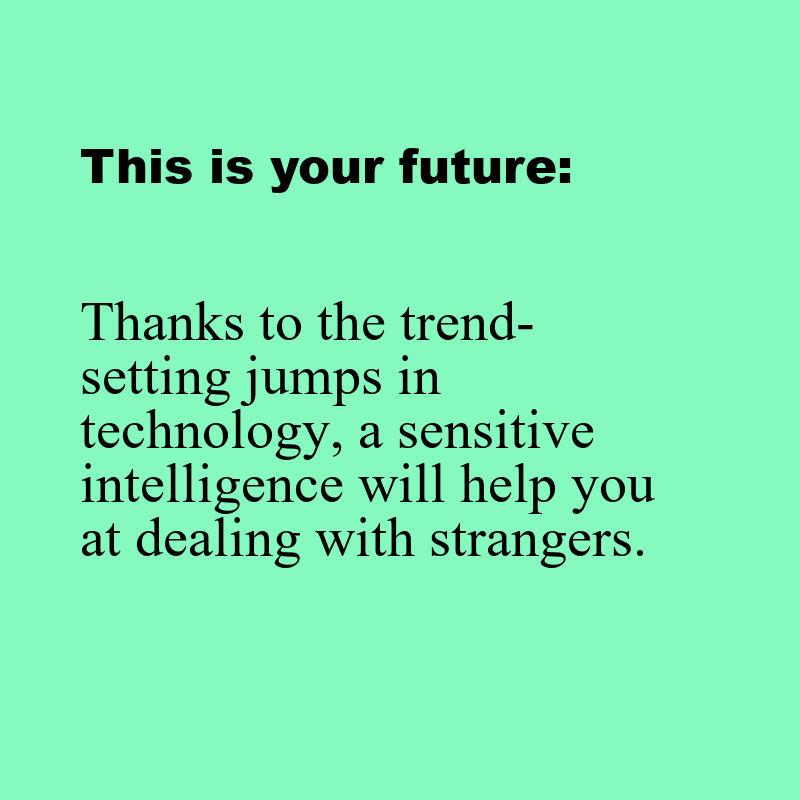 This is your future:
Thanks to the trend-
setting jumps in
technology, a sensitive
intelligence will help you
at dealing with strangers.